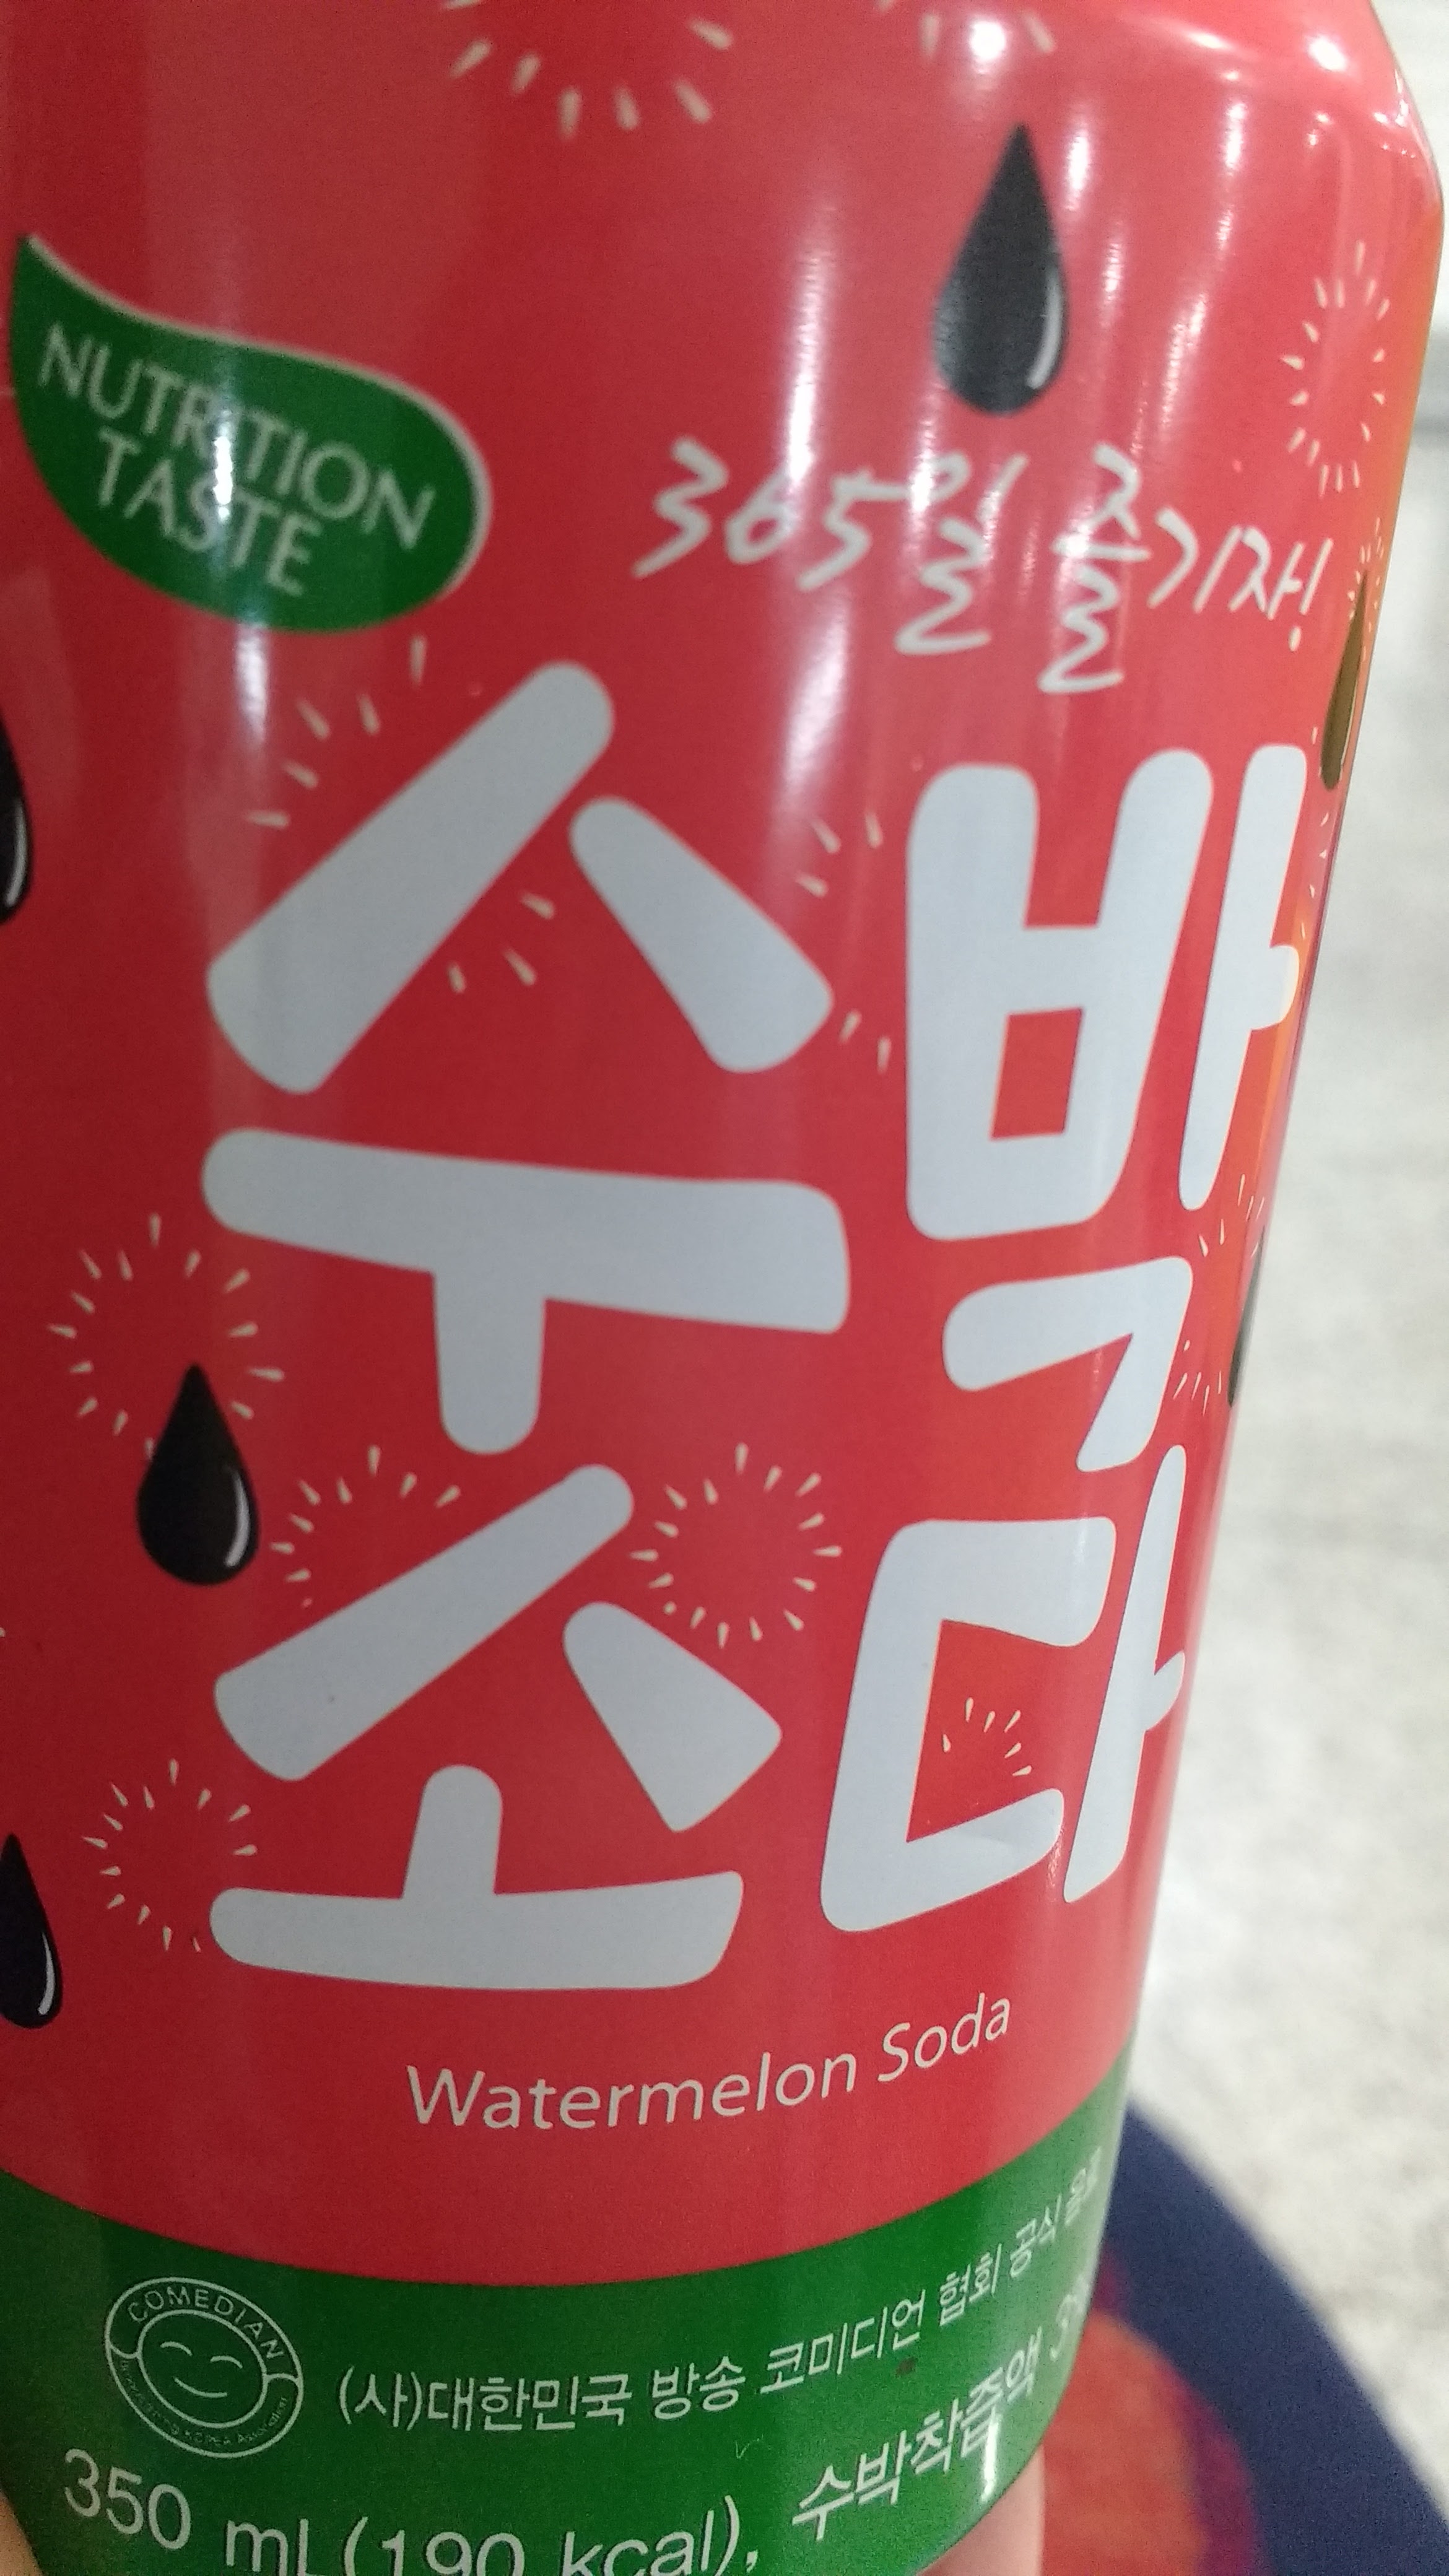 NUTRITION
TASTE
365일 즐기자!
수박
소다
Watermelon Soda
COMEDIAN
(사)대한민국 방송 코미디언 협회 공식
350 mL(190 kcal), 수박착즙액